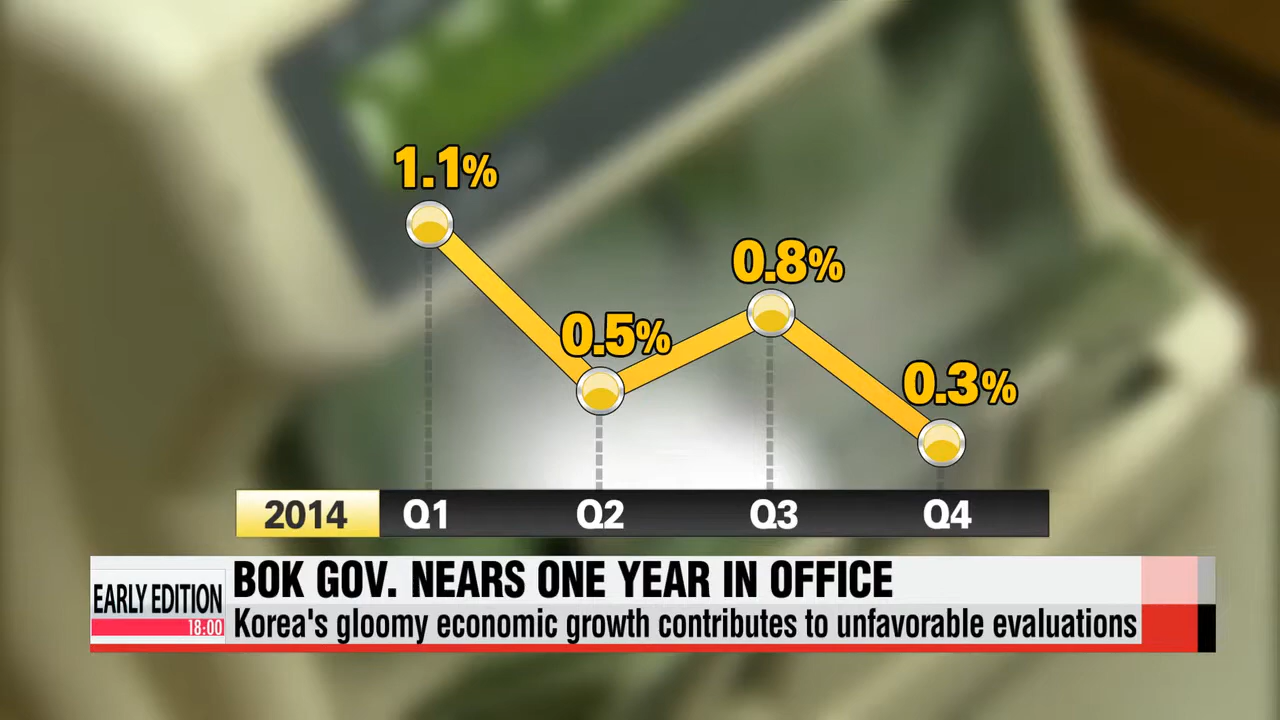 1.1%
0.8%
0.5%
0.3%
2014 Q1 Q2 Q3 Q4
EARLY EDITION
18:00
BOK GOV. NEARS ONE YEAR IN OFFICE
Korea's gloomy economic growth contributes to unfavorable evaluations